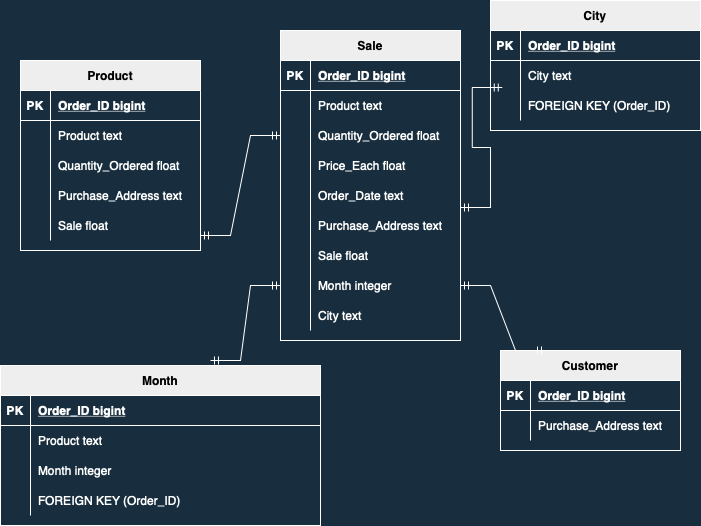 City
PK Order_ID bigint
City text
FOREIGN KEY (Order_ID)
Sale
PK Order_ID bigint
Product text
Quantity_Ordered float
Price_Each float
Order_Date text
Purchase_Address text
Sale float
Month integer
City text
Product
PK Order_ID bigint
Product text
Quantity_Ordered float
Purchase_Address text
Sale float
Month
PK Order_ID bigint
Product text
Month integer
FOREIGN KEY (Order_ID)
Customer
PK Order_ID bigint
Purchase_Address text